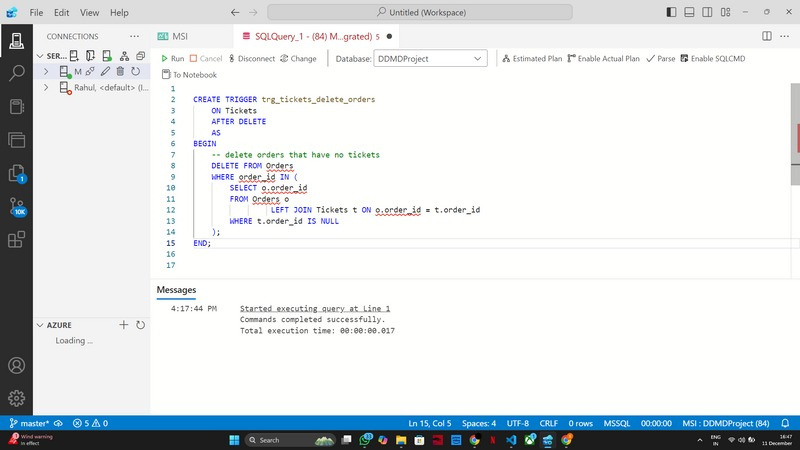 File Edit View Help
Untitled (Workspace)
CONNECTIONS
MSI
SQLQuery_1 - (84) M...grated) 5
SER...
M
Rahul, <default> (I...
Run Cancel Disconnect Change Database: DDMDProject Estimated Plan Enable Actual Plan Parse Enable SQLCMD
To Notebook
1
2 CREATE TRIGGER trg_tickets_delete_orders
3 ON Tickets
4 AFTER DELETE
5 AS
6 BEGIN
7 -- delete orders that have no tickets
8 DELETE FROM Orders
9 WHERE order_id IN (
10 SELECT o.order_id
11 FROM Orders o
12 LEFT JOIN Tickets t ON o.order_id = t.order_id
13 WHERE t.order_id IS NULL
14 );
15 END;
16
17
1
10K
Messages
4:17:44 PM Started executing query at Line 1
Commands completed successfully.
Total execution time: 00:00:00.017
AZURE
Loading ...
master* 5 0 Ln 15, Col 5 Spaces: 4 UTF-8 CRLF 0 rows MSSQL 00:00:00 MSI : DDMDProject (84)
Wind warning
In effect
Search
ENG
IN
16:47
11 December